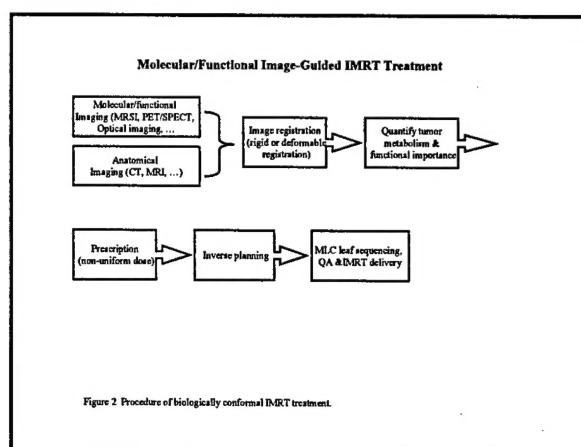 Molecular/Functional Image-Guided IMRT Treatment
Molecular/functional
Imaging (MRSI, PET/SPECT,
Optical imaging, ...
Anatomical
Imaging (CT, MRI, ...)
Image registration
(rigid or deformable
registration)
Quantify tumor
metabolism &
functional importance
Prescription
(non-uniform dose)
Inverse planning
MLC leaf sequencing,
QA &IMRT delivery
Figure 2 Procedure of biologically conformal IMRT treatment.